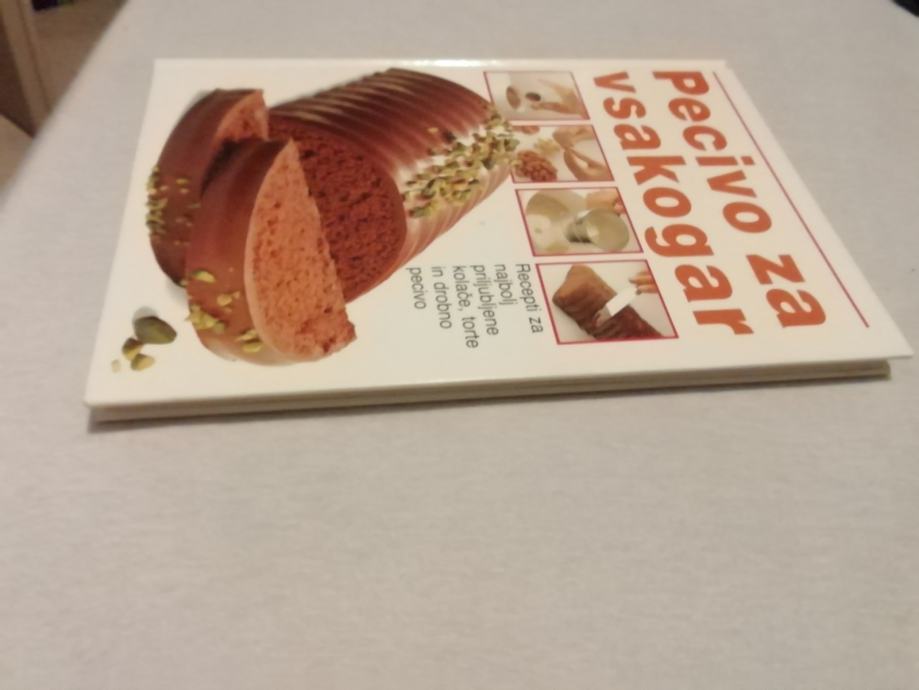 Pecivo za
vsakogar
Recepti za
najbolj
priljubljene
kolače, torte
in drobno
pecivo